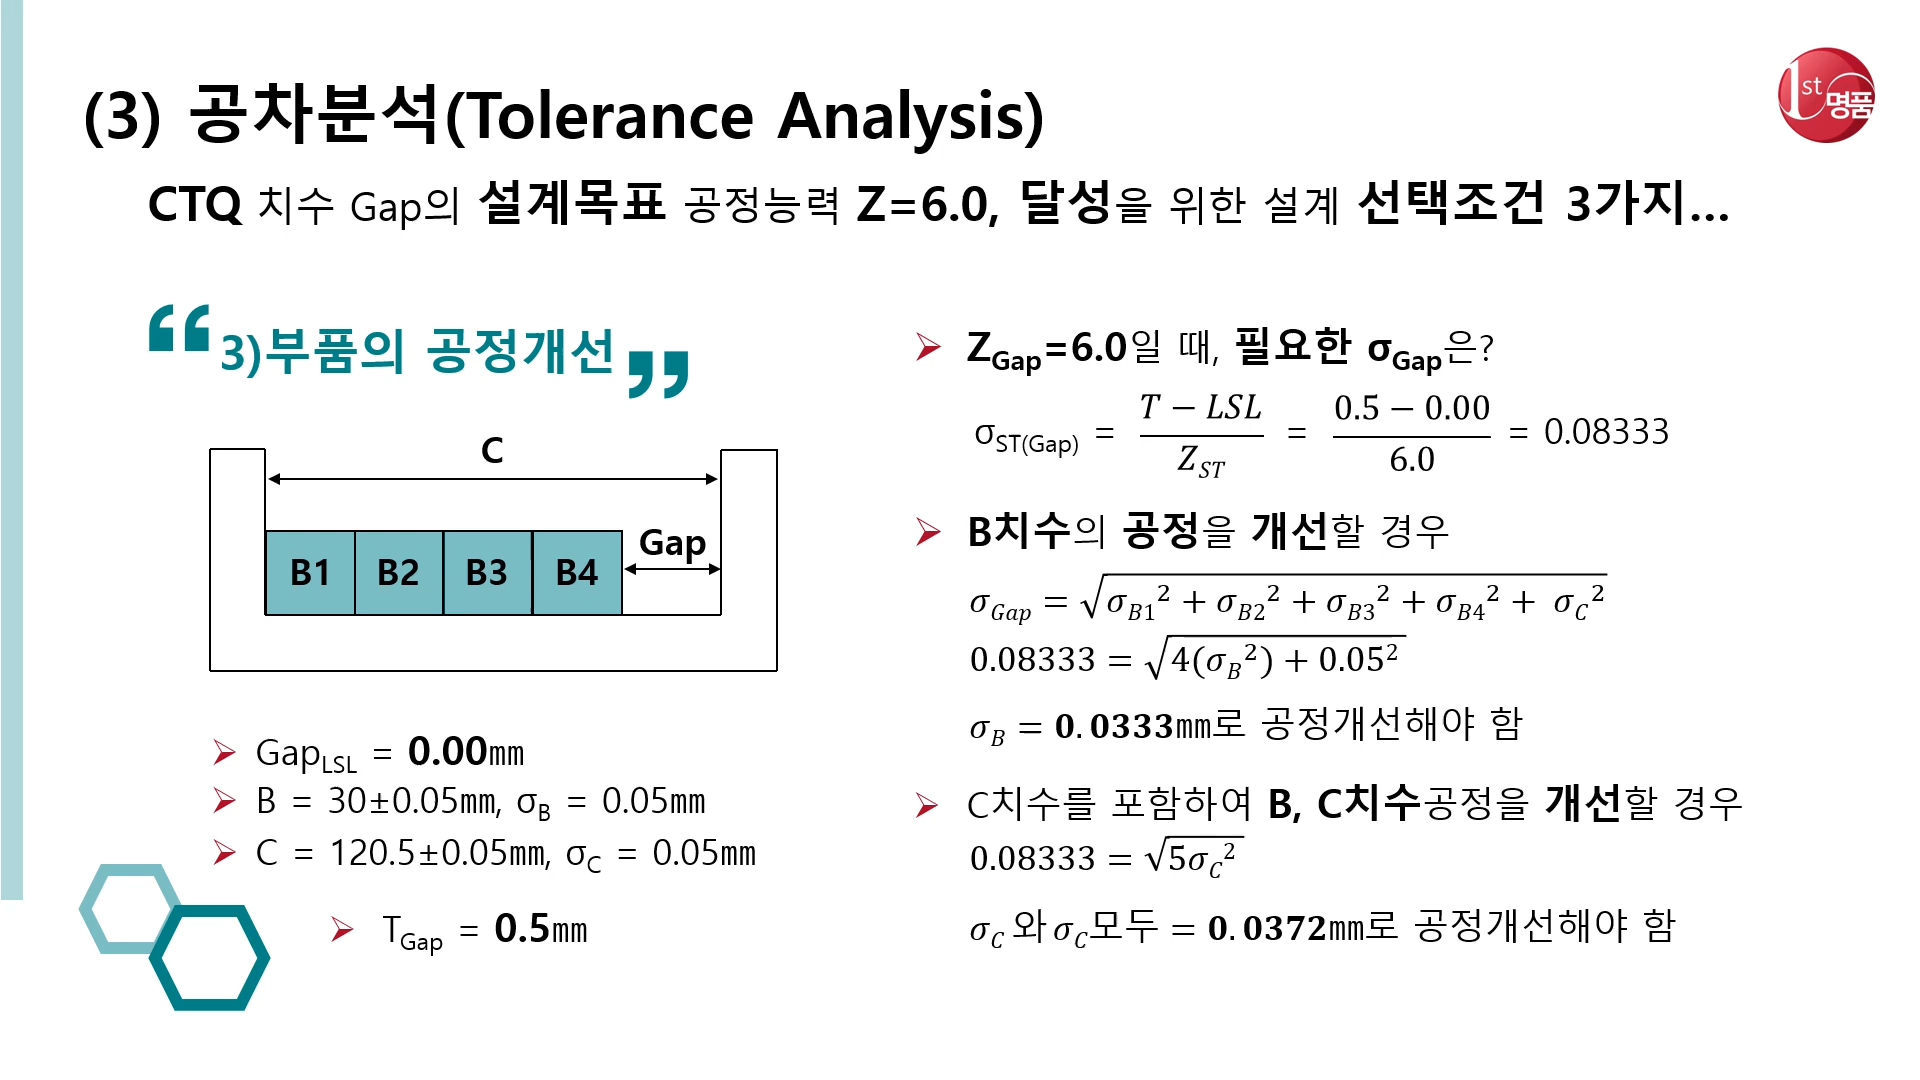 (3) 공차분석(Tolerance Analysis)
1st 명품
CTQ 치수 Gap의 설계목표 공정능력 Z=6.0, 달성을 위한 설계 선택조건 3가지...
“3)부품의 공정개선”
C
Gap
B1 B2 B3 B4
➢ Gap_LSL = 0.00㎜
➢ B = 30±0.05㎜, σ_B = 0.05㎜
➢ C = 120.5±0.05㎜, σ_C = 0.05㎜
➢ T_Gap = 0.5㎜
➢ Z_Gap=6.0일 때, 필요한 σ_Gap은?
σ_ST(Gap) = (T − LSL)/Z_ST = (0.5 − 0.00)/6.0 = 0.08333
➢ B치수의 공정을 개선할 경우
σ_Gap = √(σ_B1² + σ_B2² + σ_B3² + σ_B4² + σ_C²)
0.08333 = √(4(σ_B²) + 0.05²)
σ_B = 0.0333㎜로 공정개선해야 함
➢ C치수를 포함하여 B, C치수공정을 개선할 경우
0.08333 = √(5σ_C²)
σ_C 와 σ_C모두 = 0.0372㎜로 공정개선해야 함